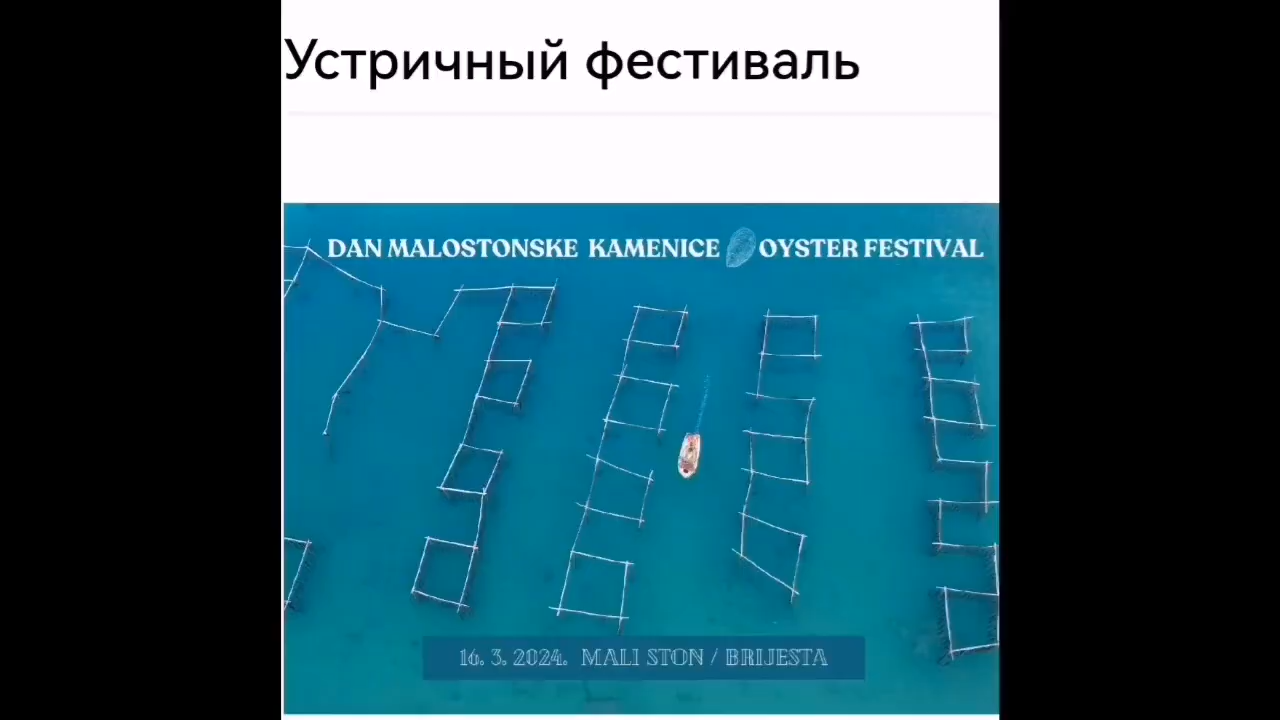 Устричный фестиваль
DAN MALOSTONSKE KAMENICE OYSTER FESTIVAL
16. 3. 2024. MALI STON / BRIJESTA